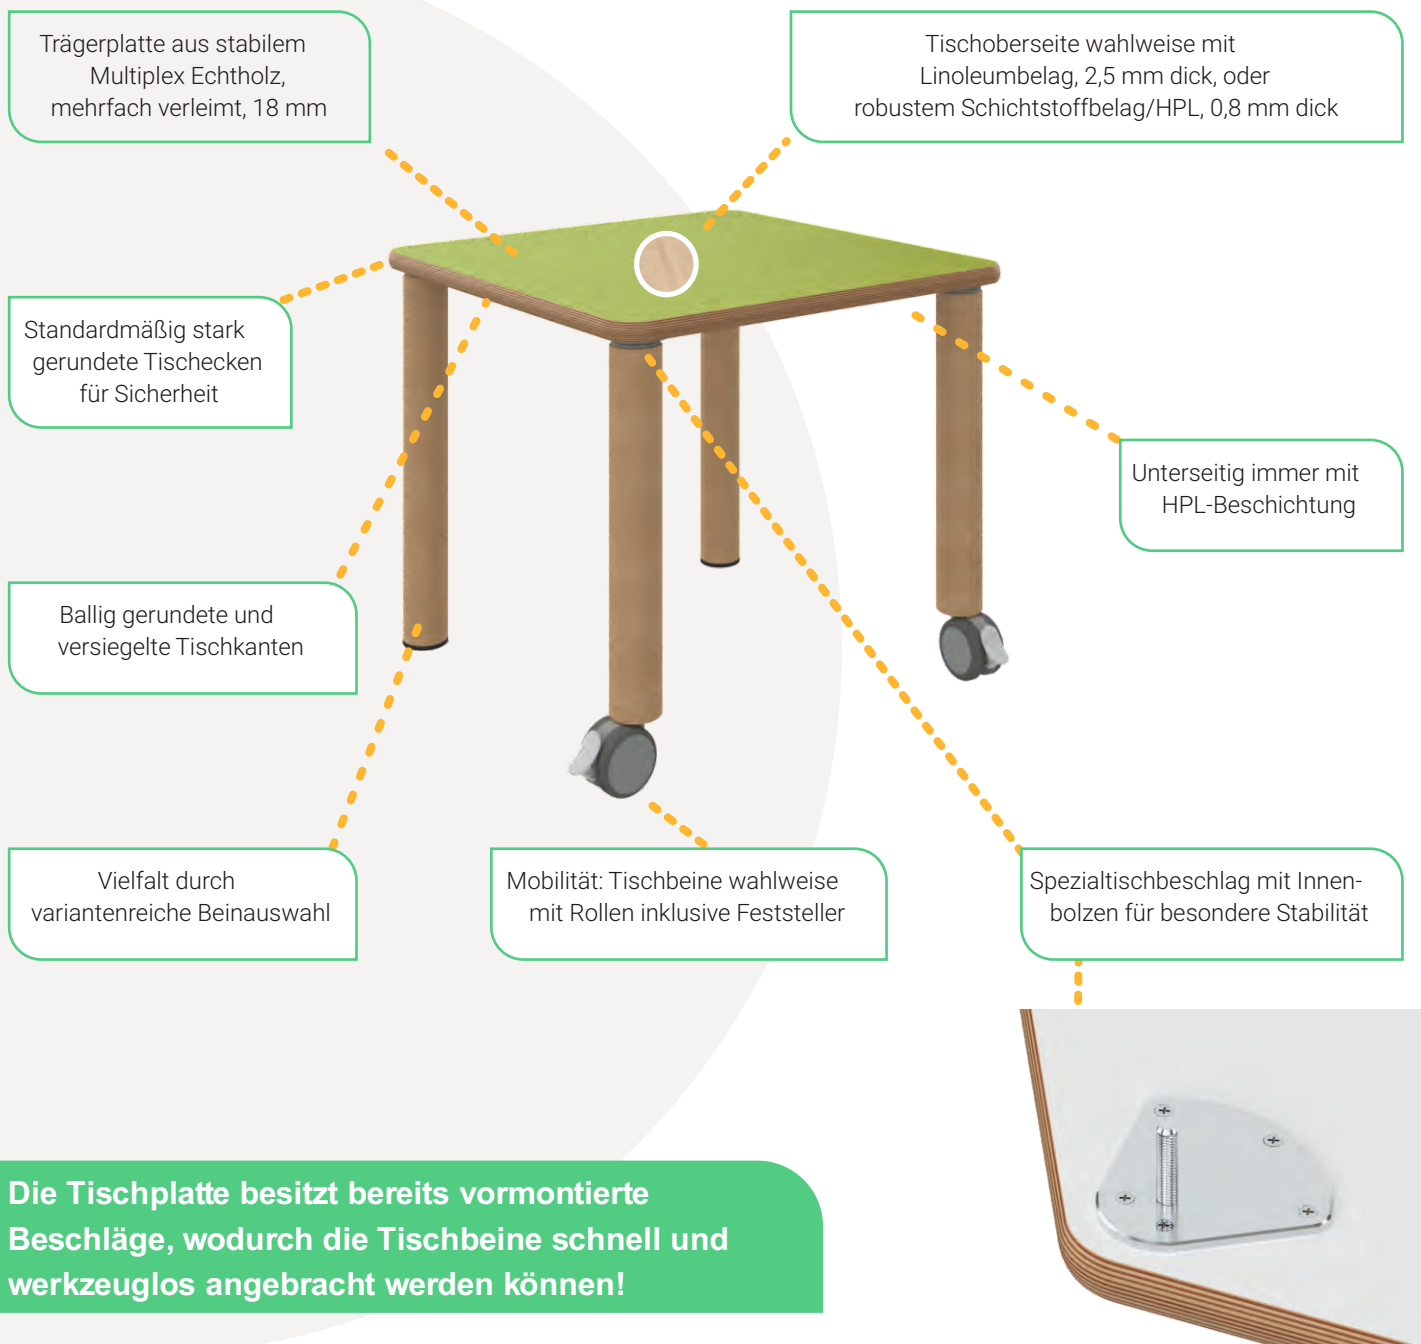 Trägerplatte aus stabilem
Multiplex Echtholz,
mehrfach verleimt, 18 mm
Tischoberseite wahlweise mit
Linoleumbelag, 2,5 mm dick, oder
robustem Schichtstoffbelag/HPL, 0,8 mm dick
Standardmäßig stark
gerundete Tischecken
für Sicherheit
Unterseitig immer mit
HPL-Beschichtung
Ballig gerundete und
versiegelte Tischkanten
Vielfalt durch
variantenreiche Beinauswahl
Mobilität: Tischbeine wahlweise
mit Rollen inklusive Feststeller
Spezialtischbeschlag mit Innen-
bolzen für besondere Stabilität
Die Tischplatte besitzt bereits vormontierte
Beschläge, wodurch die Tischbeine schnell und
werkzeuglos angebracht werden können!